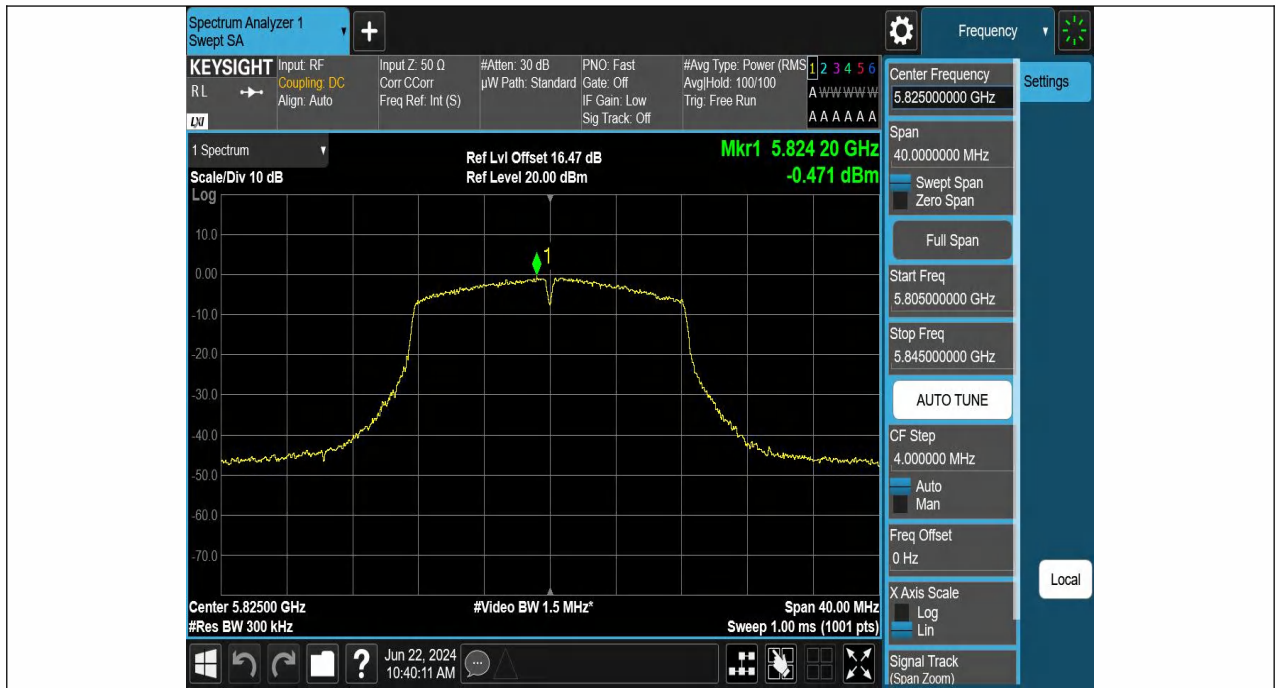 Spectrum Analyzer 1
Swept SA
+
Frequency
KEYSIGHT
RL
LXI
Input: RF
Coupling: DC
Align: Auto
Input Z: 50 Ω
Corr CCorr
Freq Ref: Int (S)
#Atten: 30 dB
µW Path: Standard
PNO: Fast
Gate: Off
IF Gain: Low
Sig Track: Off
#Avg Type: Power (RMS
Avg|Hold: 100/100
Trig: Free Run
1 2 3 4 5 6
A W W W W W
A A A A A A
1 Spectrum
Scale/Div 10 dB
Ref Lvl Offset 16.47 dB
Ref Level 20.00 dBm
Mkr1 5.824 20 GHz
-0.471 dBm
Log
10.0
0.00
-10.0
-20.0
-30.0
-40.0
-50.0
-60.0
-70.0
1
Center 5.82500 GHz
#Res BW 300 kHz
#Video BW 1.5 MHz*
Span 40.00 MHz
Sweep 1.00 ms (1001 pts)
Center Frequency
5.825000000 GHz
Span
40.0000000 MHz
Swept Span
Zero Span
Full Span
Start Freq
5.805000000 GHz
Stop Freq
5.845000000 GHz
AUTO TUNE
CF Step
4.000000 MHz
Auto
Man
Freq Offset
0 Hz
X Axis Scale
Log
Lin
Signal Track
(Span Zoom)
Settings
Local
?
Jun 22, 2024
10:40:11 AM